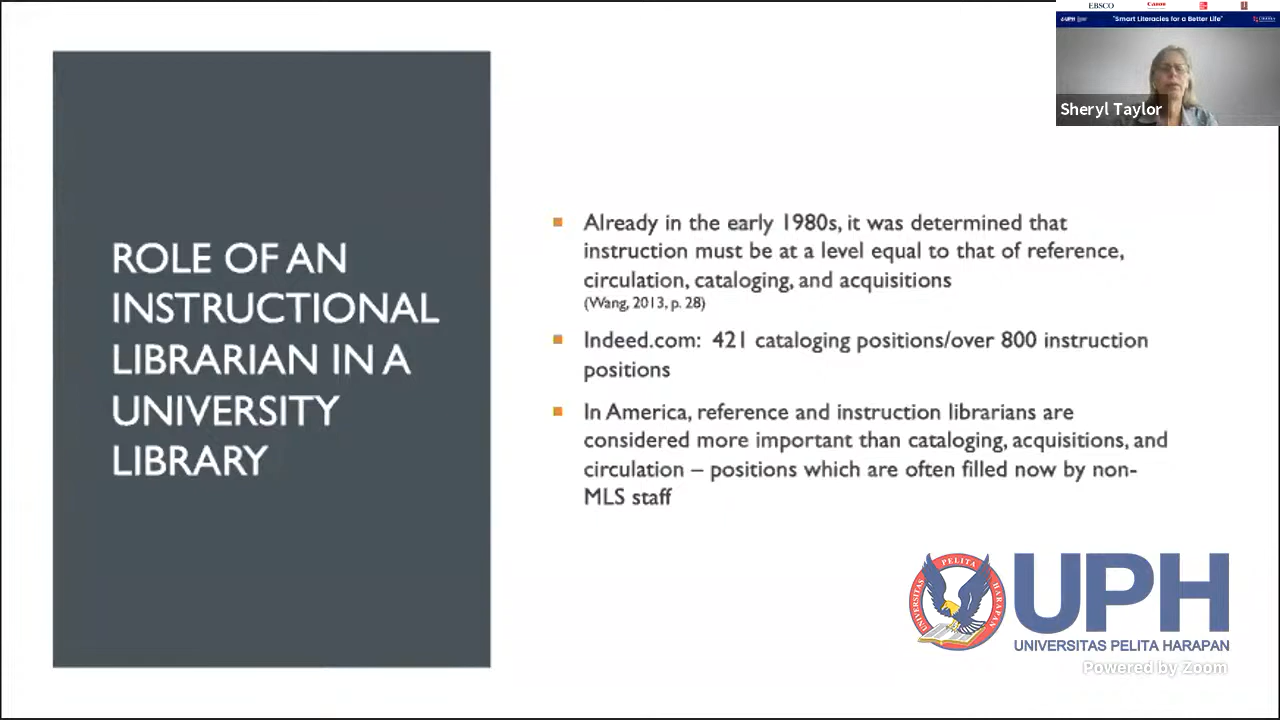 EBSCO Canon
UPH "Smart Literacies for a Better Life"
Sheryl Taylor
ROLE OF AN
INSTRUCTIONAL
LIBRARIAN IN A
UNIVERSITY
LIBRARY
Already in the early 1980s, it was determined that
instruction must be at a level equal to that of reference,
circulation, cataloging, and acquisitions
(Wang, 2013, p. 28)
Indeed.com: 421 cataloging positions/over 800 instruction
positions
In America, reference and instruction librarians are
considered more important than cataloging, acquisitions, and
circulation – positions which are often filled now by non-
MLS staff
UNIVERSITAS PELITA HARAPAN
UPH
UNIVERSITAS PELITA HARAPAN
Powered by Zoom